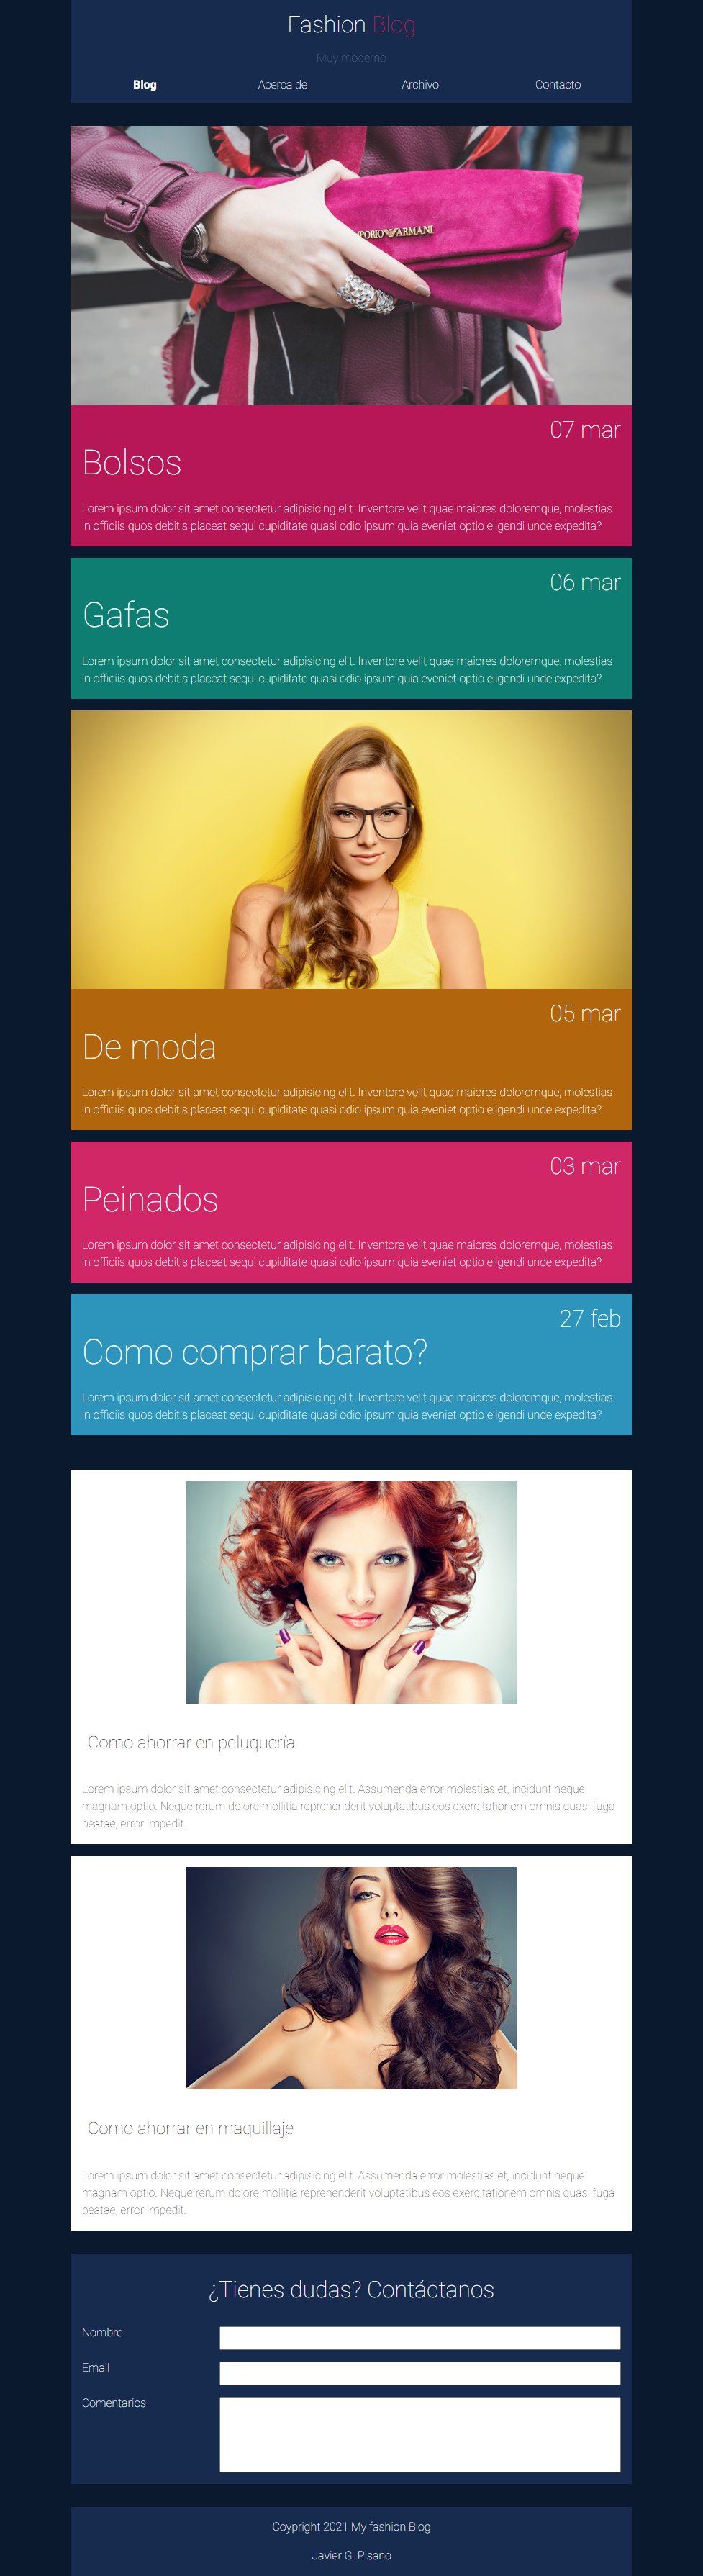 Fashion Blog
Muy moderno
Blog Acerca de Archivo Contacto
EMPORIO ARMANI
07 mar
Bolsos
Lorem ipsum dolor sit amet consectetur adipisicing elit. Inventore velit quae maiores doloremque, molestias
in officiis quos debitis placeat sequi cupiditate quasi odio ipsum quia eveniet optio eligendi unde expedita?
06 mar
Gafas
Lorem ipsum dolor sit amet consectetur adipisicing elit. Inventore velit quae maiores doloremque, molestias
in officiis quos debitis placeat sequi cupiditate quasi odio ipsum quia eveniet optio eligendi unde expedita?
05 mar
De moda
Lorem ipsum dolor sit amet consectetur adipisicing elit. Inventore velit quae maiores doloremque, molestias
in officiis quos debitis placeat sequi cupiditate quasi odio ipsum quia eveniet optio eligendi unde expedita?
03 mar
Peinados
Lorem ipsum dolor sit amet consectetur adipisicing elit. Inventore velit quae maiores doloremque, molestias
in officiis quos debitis placeat sequi cupiditate quasi odio ipsum quia eveniet optio eligendi unde expedita?
27 feb
Como comprar barato?
Lorem ipsum dolor sit amet consectetur adipisicing elit. Inventore velit quae maiores doloremque, molestias
in officiis quos debitis placeat sequi cupiditate quasi odio ipsum quia eveniet optio eligendi unde expedita?
Como ahorrar en peluquería
Lorem ipsum dolor sit amet consectetur adipisicing elit. Assumenda error molestias et, incidunt neque
magnam optio. Neque rerum dolore mollitia reprehenderit voluptatibus eos exercitationem omnis quasi fuga
beatae, error impedit.
Como ahorrar en maquillaje
Lorem ipsum dolor sit amet consectetur adipisicing elit. Assumenda error molestias et, incidunt neque
magnam optio. Neque rerum dolore mollitia reprehenderit voluptatibus eos exercitationem omnis quasi fuga
beatae, error impedit.
¿Tienes dudas? Contáctanos
Nombre
Email
Comentarios
Coypright 2021 My fashion Blog
Javier G. Pisano